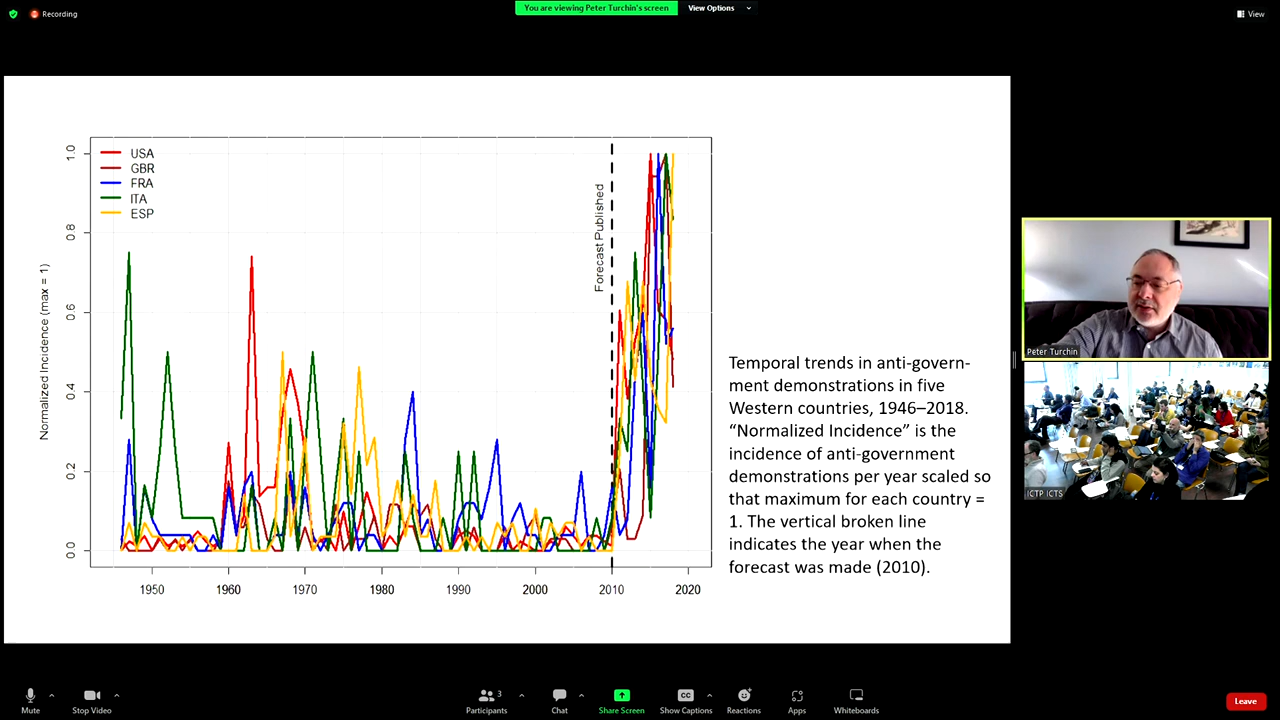 Recording
You are viewing Peter Turchin's screen
View Options
View
Normalized Incidence (max = 1)
1.0
0.8
0.6
0.4
0.2
0.0
USA
GBR
FRA
ITA
ESP
Forecast Published
1950 1960 1970 1980 1990 2000 2010 2020
Temporal trends in anti-govern-
ment demonstrations in five
Western countries, 1946–2018.
“Normalized Incidence” is the
incidence of anti-government
demonstrations per year scaled so
that maximum for each country =
1. The vertical broken line
indicates the year when the
forecast was made (2010).
Peter Turchin
ICTP ICTS
Mute
Stop Video
Participants
3
Chat
Share Screen
CC
Show Captions
Reactions
Apps
Whiteboards
Leave